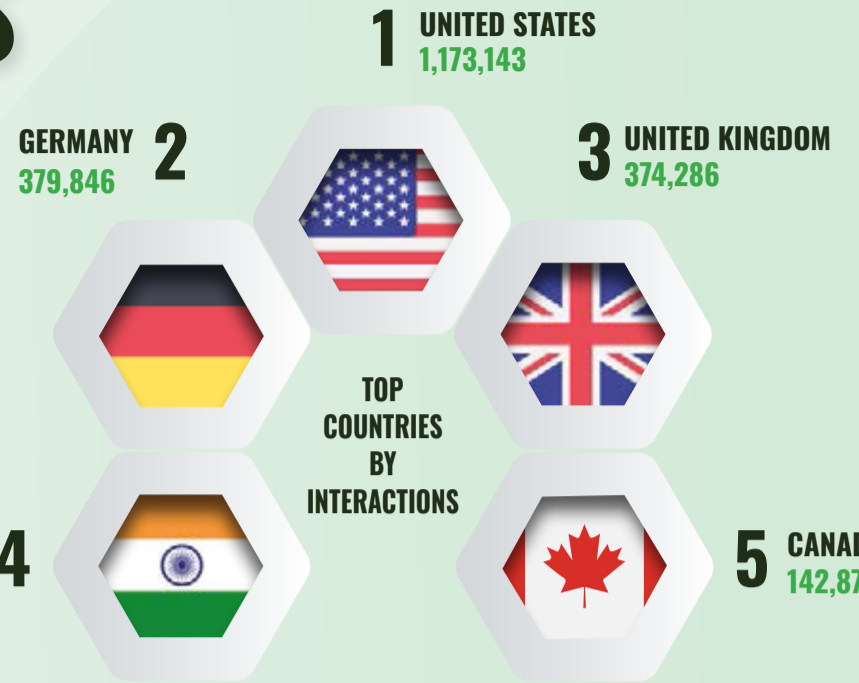 1
UNITED STATES
1,173,143
GERMANY
379,846
2
3
UNITED KINGDOM
374,286
TOP
COUNTRIES
BY
INTERACTIONS
4
5